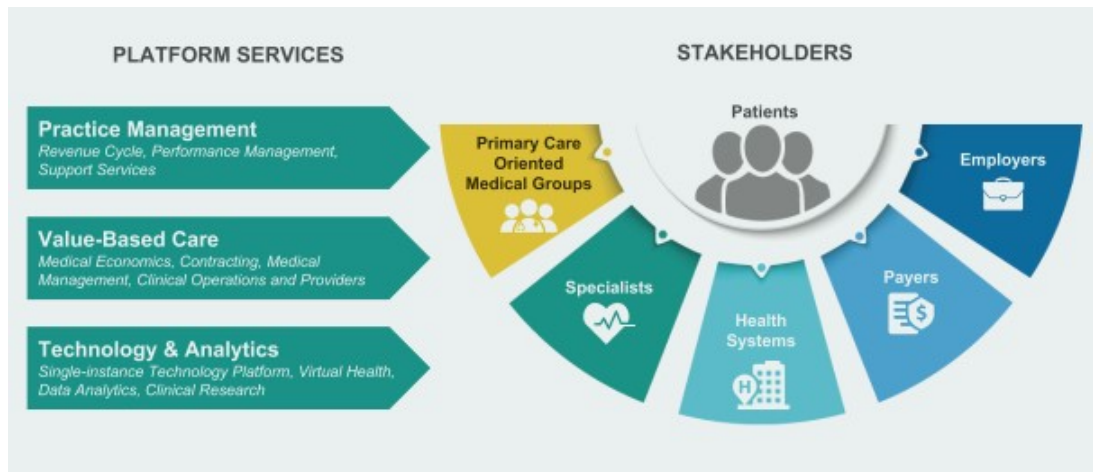 PLATFORM SERVICES
Practice Management
Revenue Cycle, Performance Management,
Support Services
Value-Based Care
Medical Economics, Contracting, Medical
Management, Clinical Operations and Providers
Technology & Analytics
Single-instance Technology Platform, Virtual Health,
Data Analytics, Clinical Research
STAKEHOLDERS
Patients
Primary Care
Oriented
Medical Groups
Specialists
Health
Systems
H
Payers
$
Employers